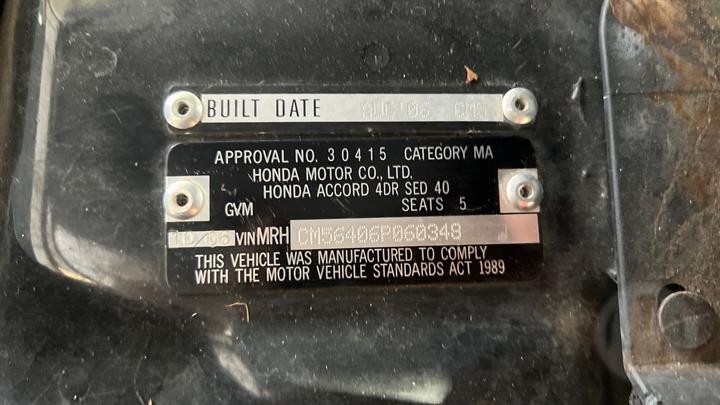 BUILT DATE AUG'06 CM5
APPROVAL NO. 30415 CATEGORY MA
HONDA MOTOR CO., LTD.
HONDA ACCORD 4DR SED 40
GVM SEATS 5
10/06 VIN MRH CM56406P060348
THIS VEHICLE WAS MANUFACTURED TO COMPLY
WITH THE MOTOR VEHICLE STANDARDS ACT 1989